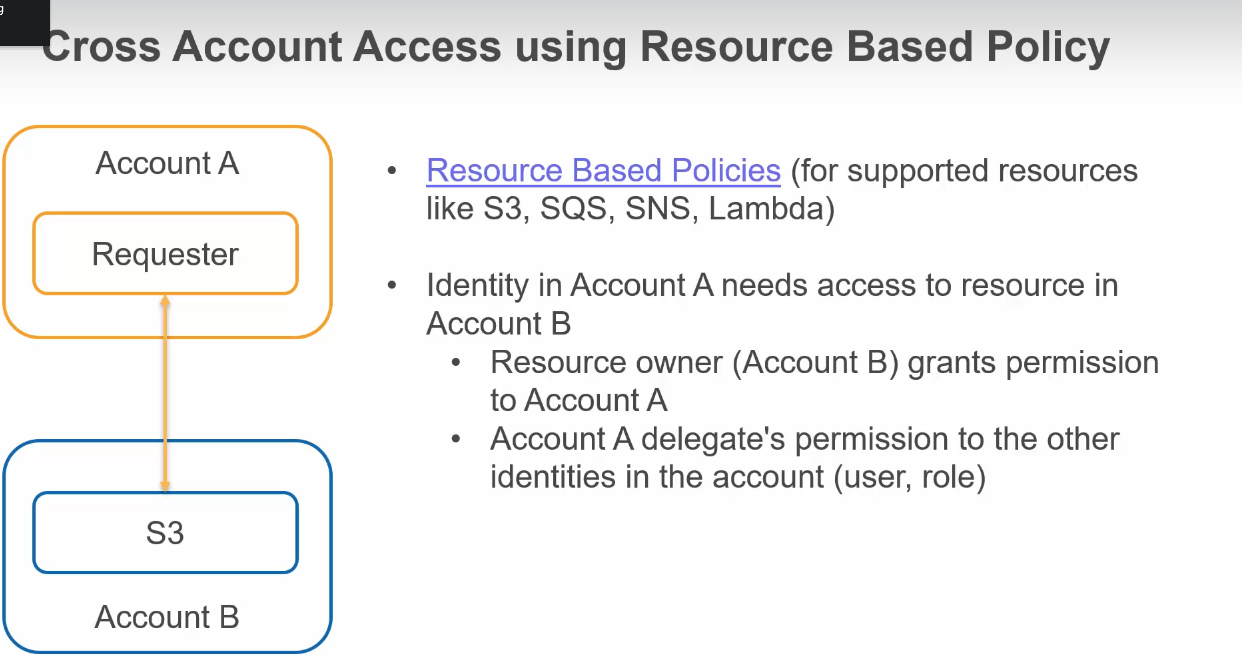 g
Cross Account Access using Resource Based Policy
Account A
Requester
S3
Account B
• Resource Based Policies (for supported resources
like S3, SQS, SNS, Lambda)
• Identity in Account A needs access to resource in
Account B
• Resource owner (Account B) grants permission
to Account A
• Account A delegate's permission to the other
identities in the account (user, role)